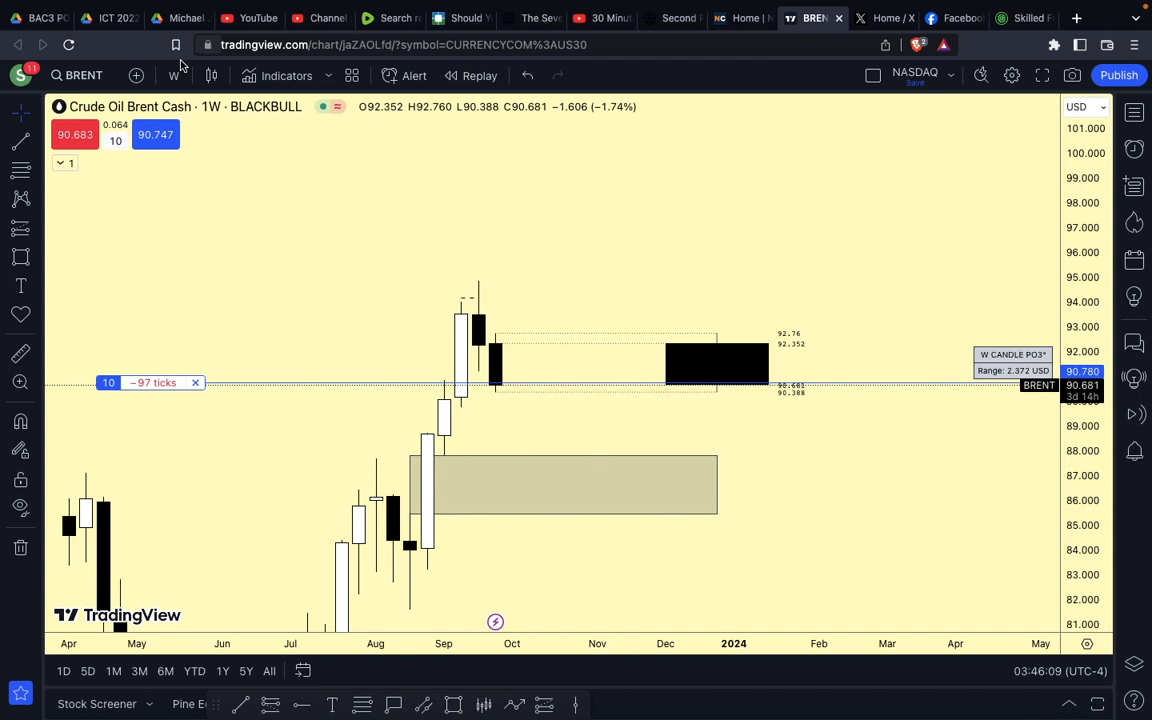 BAC3 PO
ICT 2022
Michael
YouTube
Channel
Search r
Should Y
The Seve
30 Minut
Second P
Home | N
BREN
Home / X
Faceboo
Skilled F
tradingview.com/chart/jaZAOLfd/?symbol=CURRENCYCOM%3AUS30
2
S
11
BRENT
W
Indicators
Alert
Replay
NASDAQ
Save
Publish
Crude Oil Brent Cash · 1W · BLACKBULL
O92.352 H92.760 L90.388 C90.681 −1.606 (−1.74%)
USD
90.683
0.064
10
90.747
1
101.000
100.000
99.000
98.000
97.000
96.000
95.000
94.000
93.000
92.000
90.780
90.681
3d 14h
89.000
88.000
87.000
86.000
85.000
84.000
83.000
82.000
81.000
92.76
92.352
90.681
90.388
W CANDLE PO3°
Range: 2.372 USD
BRENT
10
−97 ticks
TradingView
Apr
May
Jun
Jul
Aug
Sep
Oct
Nov
Dec
2024
Feb
Mar
Apr
May
1D
5D
1M
3M
6M
YTD
1Y
5Y
All
03:46:09 (UTC-4)
Stock Screener
Pine E